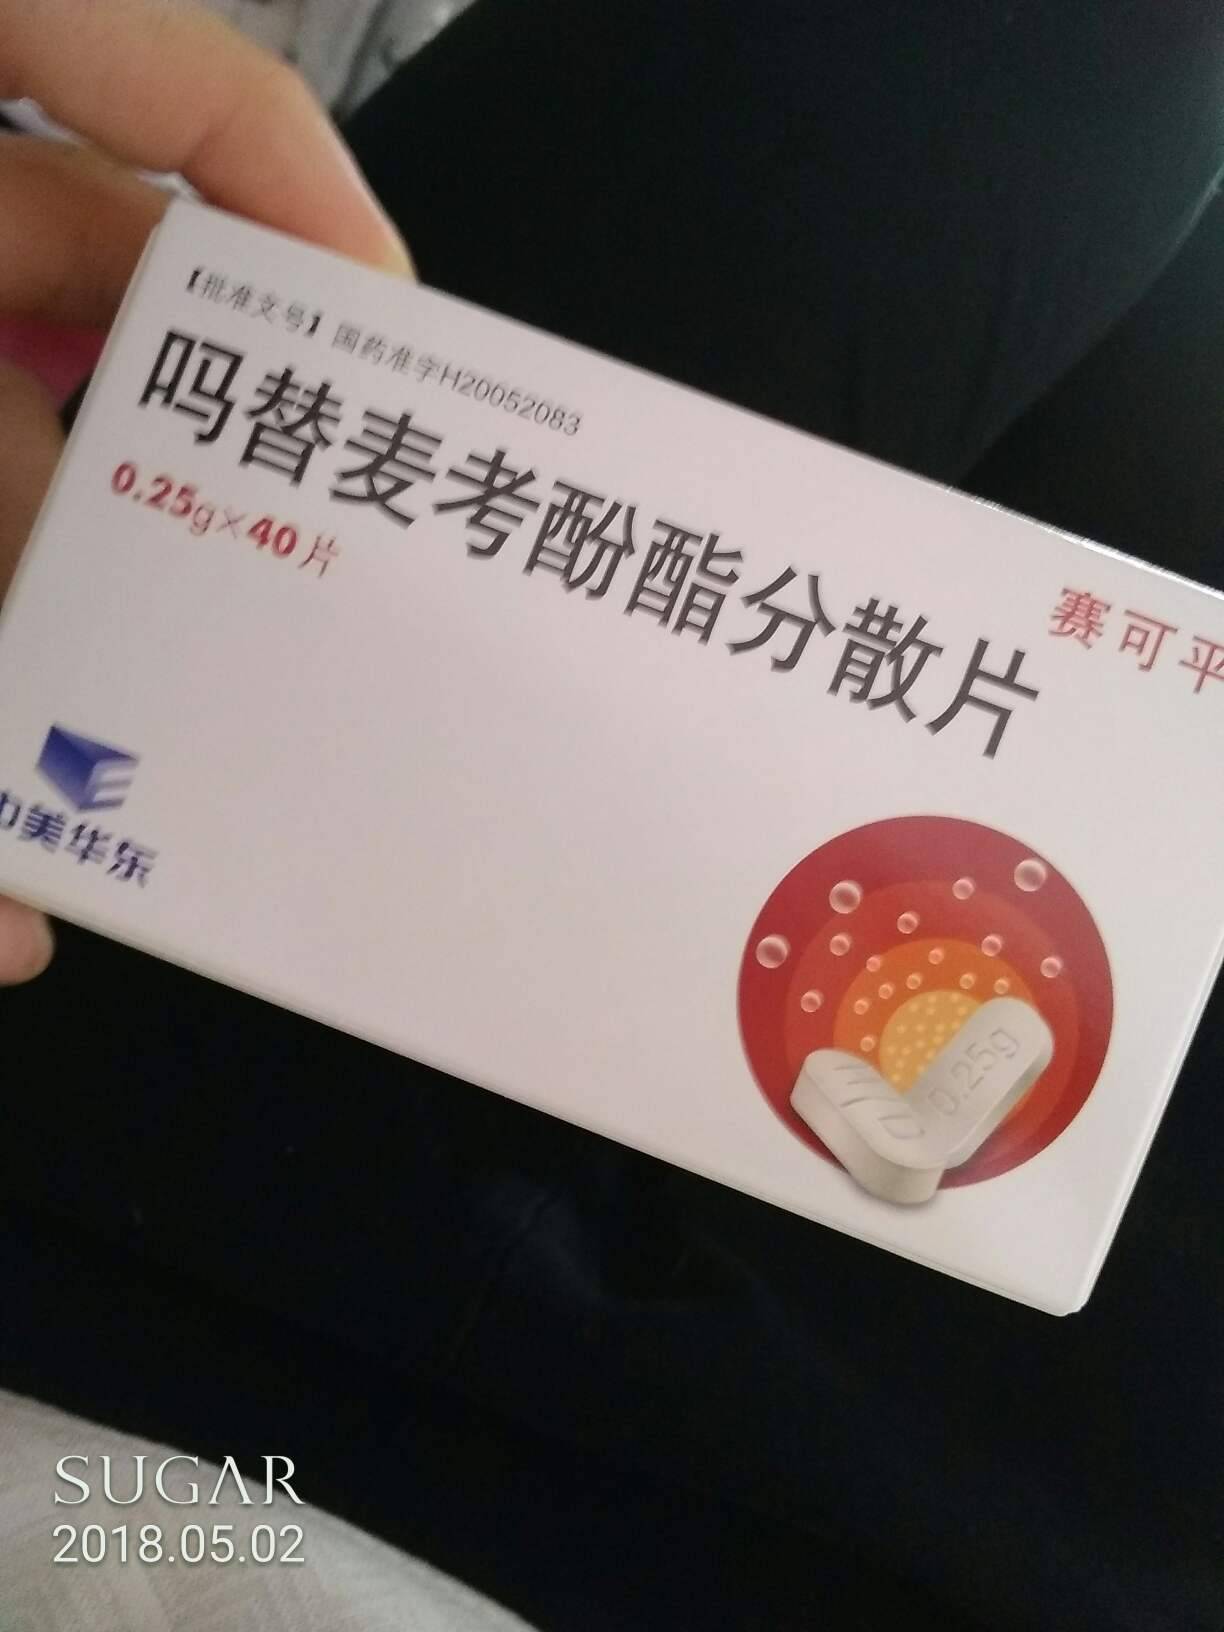 【批准文号】国药准字H20052083
吗替麦考酚酯分散片
0.25g×40片
赛可平
中美华东
0.25g
SUGAR
2018.05.02